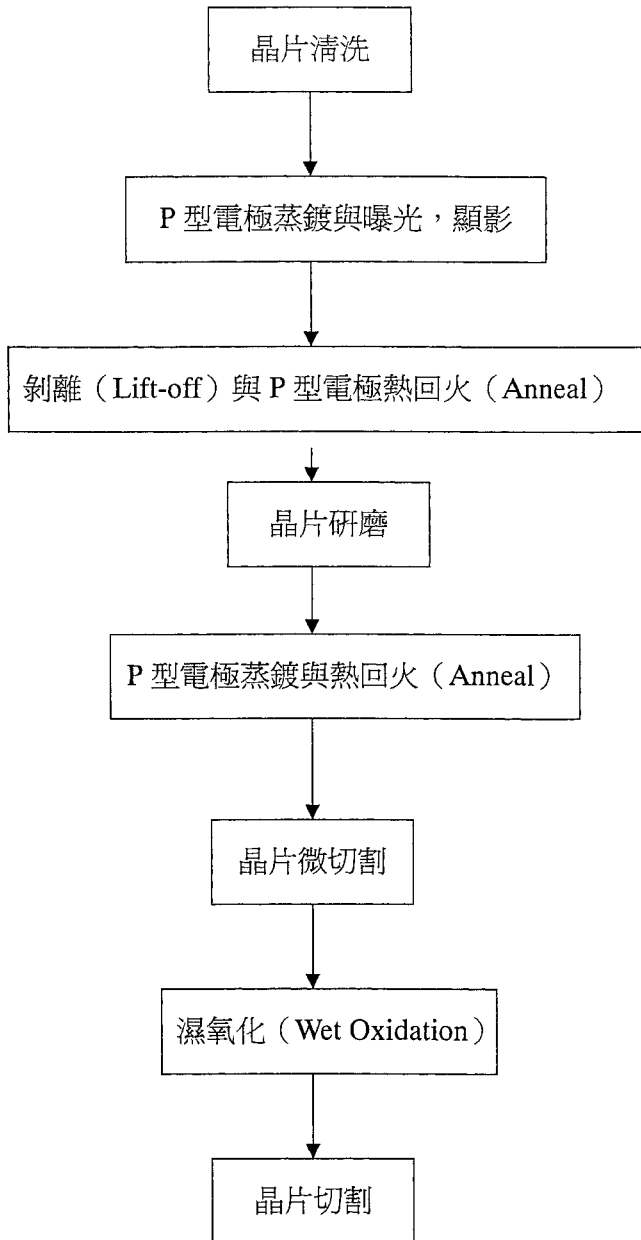 晶片清洗
P 型電極蒸鍍與曝光，顯影
剝離（Lift-off）與 P 型電極熱回火（Anneal）
晶片研磨
P 型電極蒸鍍與熱回火（Anneal）
晶片微切割
濕氧化（Wet Oxidation）
晶片切割